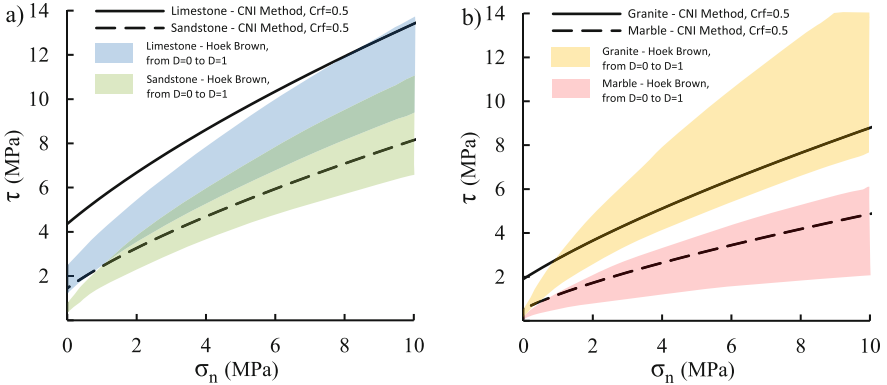 a)
Limestone - CNI Method, Crf=0.5
Sandstone - CNI Method, Crf=0.5
Limestone - Hoek Brown,
from D=0 to D=1
Sandstone - Hoek Brown,
from D=0 to D=1
14
12
10
8
6
4
2
τ (MPa)
0 2 4 6 8 10
σn (MPa)
b)
Granite - CNI Method, Crf=0.5
Marble - CNI Method, Crf=0.5
Granite - Hoek Brown,
from D=0 to D=1
Marble - Hoek Brown,
from D=0 to D=1
14
12
10
8
6
4
2
τ (MPa)
0 2 4 6 8 10
σn (MPa)